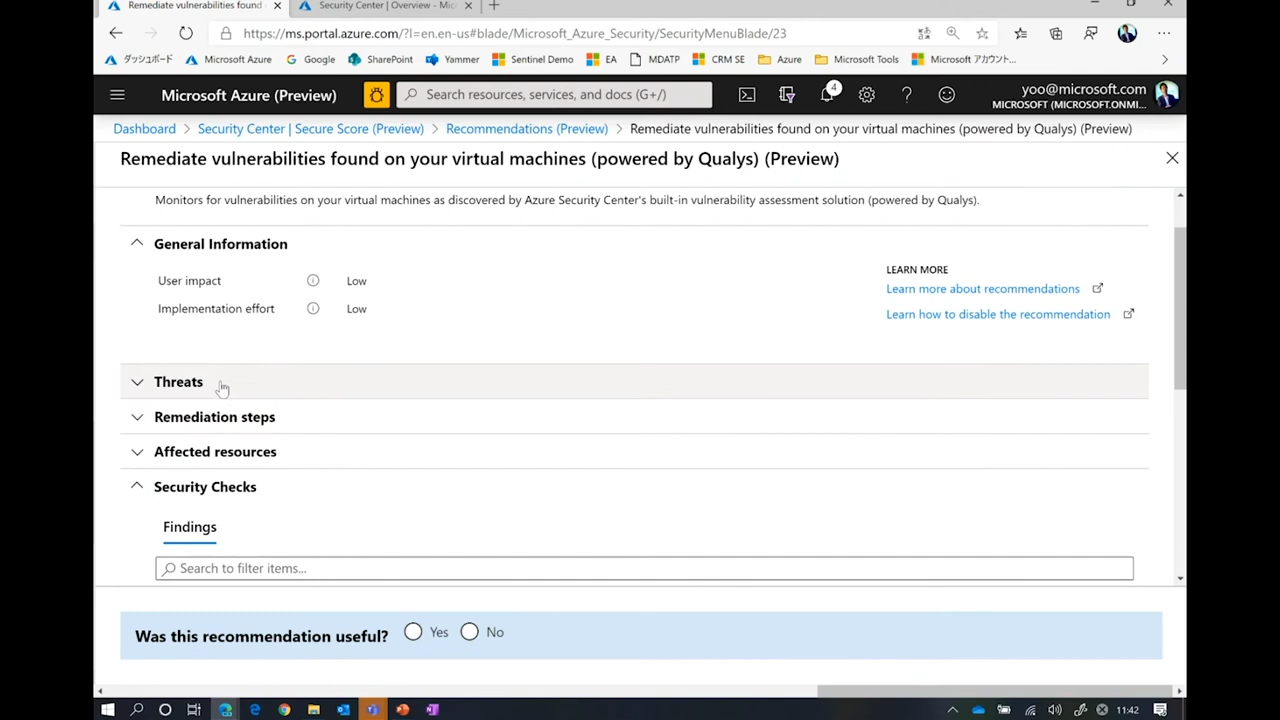 Remediate vulnerabilities found
Security Center | Overview - Mic
https://ms.portal.azure.com/?l=en.en-us#blade/Microsoft_Azure_Security/SecurityMenuBlade/23
ダッシュボード Microsoft Azure Google SharePoint Yammer Sentinel Demo EA MDATP CRM SE Azure Microsoft Tools Microsoft アカウント...
Microsoft Azure (Preview)
Search resources, services, and docs (G+/)
4
yoo@microsoft.com
MICROSOFT (MICROSOFT.ONMI...
Dashboard > Security Center | Secure Score (Preview) > Recommendations (Preview) > Remediate vulnerabilities found on your virtual machines (powered by Qualys) (Preview)
Remediate vulnerabilities found on your virtual machines (powered by Qualys) (Preview)
Monitors for vulnerabilities on your virtual machines as discovered by Azure Security Center's built-in vulnerability assessment solution (powered by Qualys).
General Information
User impact Low
Implementation effort Low
LEARN MORE
Learn more about recommendations
Learn how to disable the recommendation
Threats
Remediation steps
Affected resources
Security Checks
Findings
Search to filter items...
Was this recommendation useful? Yes No
11:42